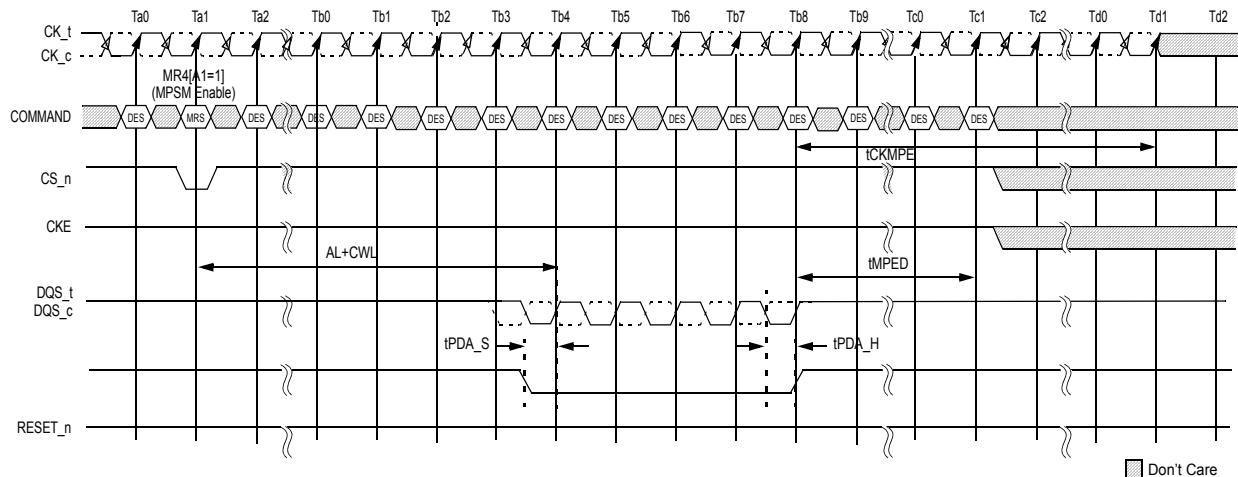 Ta0 Ta1 Ta2 Tb0 Tb1 Tb2 Tb3 Tb4 Tb5 Tb6 Tb7 Tb8 Tb9 Tc0 Tc1 Tc2 Td0 Td1 Td2
CK_t
CK_c
MR4[A1=1]
(MPSM Enable)
COMMAND DES MRS DES DES DES DES DES DES DES DES DES DES DES DES DES
tCKMPE
CS_n
CKE
AL+CWL
tMPED
DQS_t
DQS_c
tPDA_S tPDA_H
RESET_n
Don't Care